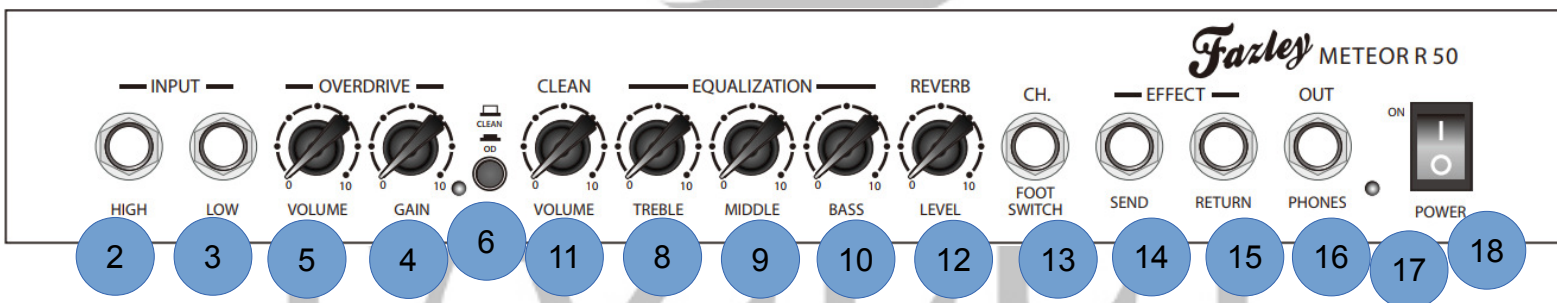 Fazley METEOR R 50
INPUT OVERDRIVE CLEAN EQUALIZATION REVERB CH. EFFECT OUT
ON
CLEAN
OD
0 10 0 10 0 10 0 10 0 10 0 10 0 10
HIGH LOW VOLUME GAIN VOLUME TREBLE MIDDLE BASS LEVEL FOOT SWITCH SEND RETURN PHONES POWER
2 3 5 4 6 11 8 9 10 12 13 14 15 16 17 18